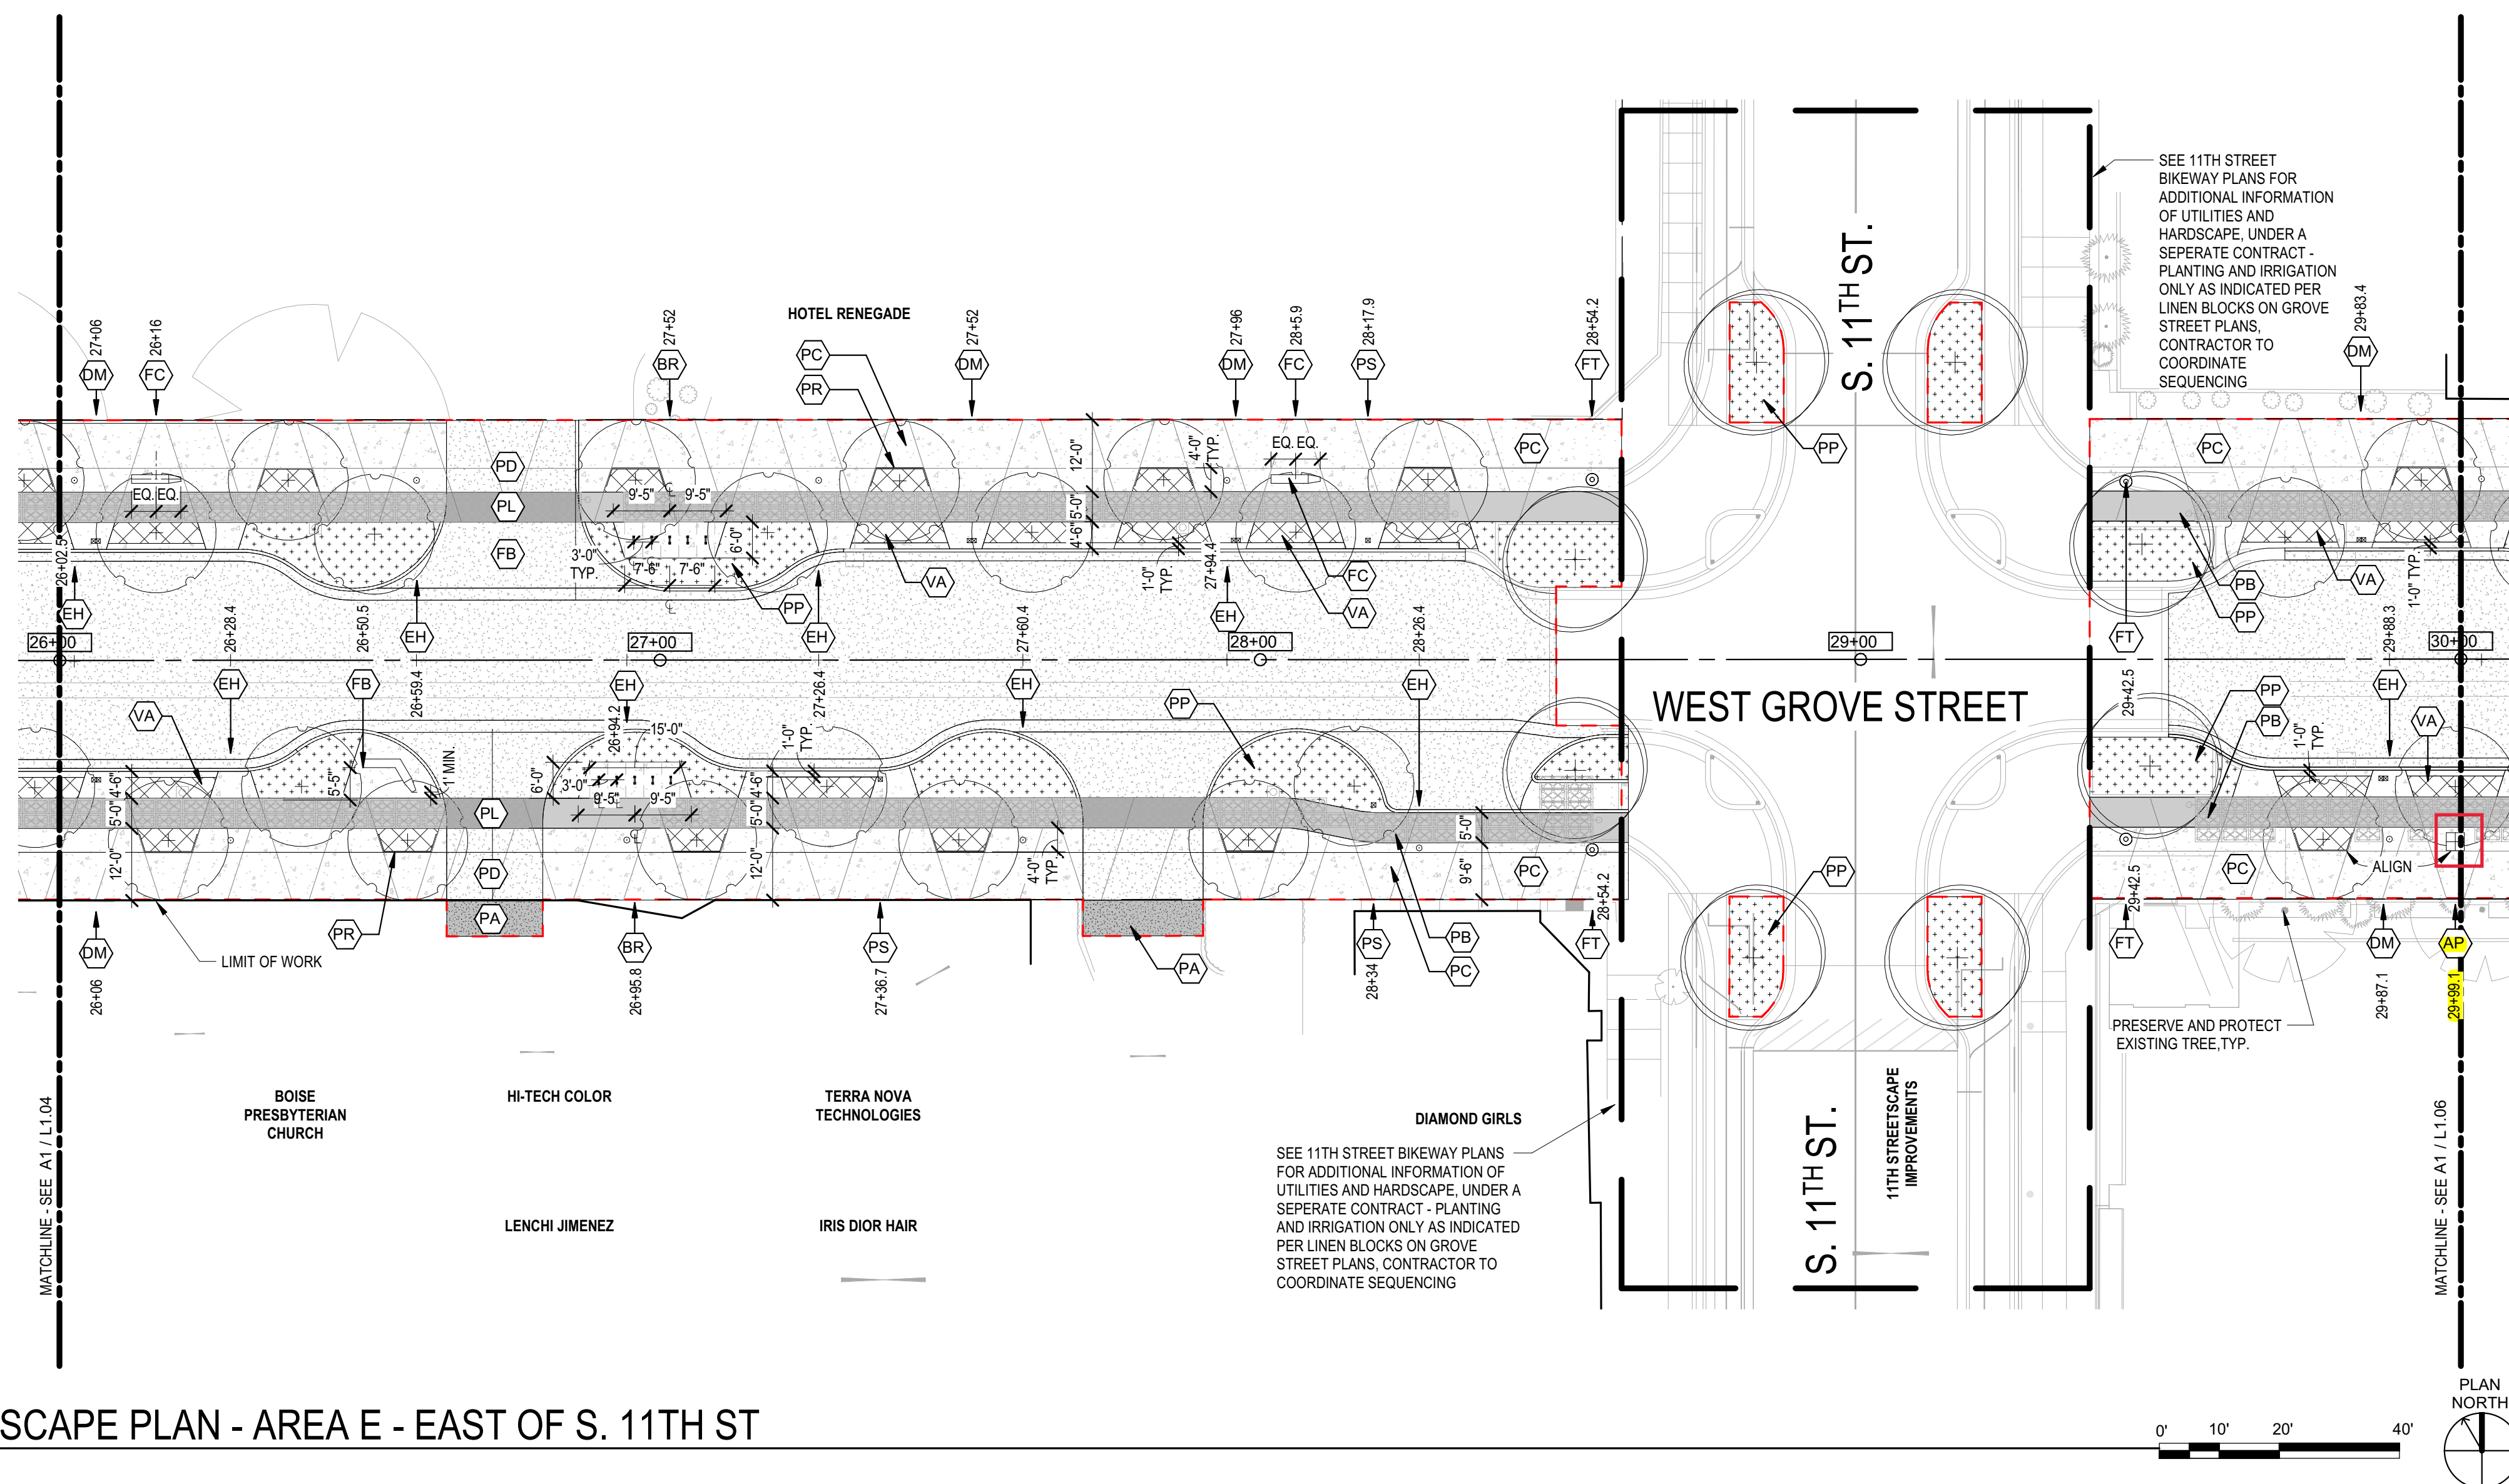 27+06
26+16
27+52
HOTEL RENEGADE
27+52
27+96
28+5.9
28+17.9
28+54.2
DM
FC
BR
PC
PR
DM
DM
FC
PS
FT
S. 11TH ST.
SEE 11TH STREET
BIKEWAY PLANS FOR
ADDITIONAL INFORMATION
OF UTILITIES AND
HARDSCAPE, UNDER A
SEPERATE CONTRACT -
PLANTING AND IRRIGATION
ONLY AS INDICATED PER
LINEN BLOCKS ON GROVE
STREET PLANS,
CONTRACTOR TO
COORDINATE
SEQUENCING
29+83.4
DM
PD
PL
FB
EQ. EQ.
9'-5"
9'-5"
6'-0"
3'-0"
TYP.
7'-6"
7'-6"
12'-0"
5'-0"
4'-6"
4'-0"
TYP.
EQ. EQ.
PC
PP
PC
26+02.5
EH
EH
PP
EH
VA
1'-0"
TYP.
27+94.4
EH
FC
VA
FT
PB
PP
VA
1'-0" TYP.
26+00
26+28.4
26+50.5
27+00
27+60.4
28+00
28+26.4
29+00
29+88.3
30+00
EH
FB
26+59.4
EH
26+94.2
27+26.4
EH
EH
PP
29+42.5
PP
PB
EH
VA
VA
1' MIN.
15'-0"
1'-0"
TYP.
WEST GROVE STREET
1'-0"
TYP.
4'-6"
5'-0"
12'-0"
5'-5"
PL
PD
PA
6'-0"
3'-0"
9'-5"
9'-5"
4'-6"
5'-0"
12'-0"
4'-0"
TYP.
5'-0"
9'-6"
PC
PP
PC
ALIGN
DM
26+06
LIMIT OF WORK
PR
BR
26+95.8
PS
27+36.7
PA
PS
28+34
PB
PC
FT
28+54.2
FT
29+42.5
DM
29+87.1
AP
29+99.1
PRESERVE AND PROTECT
EXISTING TREE,TYP.
MATCHLINE - SEE A1 / L1.04
BOISE
PRESBYTERIAN
CHURCH
HI-TECH COLOR
TERRA NOVA
TECHNOLOGIES
DIAMOND GIRLS
SEE 11TH STREET BIKEWAY PLANS
FOR ADDITIONAL INFORMATION OF
UTILITIES AND HARDSCAPE, UNDER A
SEPERATE CONTRACT - PLANTING
AND IRRIGATION ONLY AS INDICATED
PER LINEN BLOCKS ON GROVE
STREET PLANS, CONTRACTOR TO
COORDINATE SEQUENCING
LENCHI JIMENEZ
IRIS DIOR HAIR
S. 11TH ST.
11TH STREETSCAPE
IMPROVEMENTS
MATCHLINE - SEE A1 / L1.06
SCAPE PLAN - AREA E - EAST OF S. 11TH ST
0' 10' 20' 40'
PLAN
NORTH